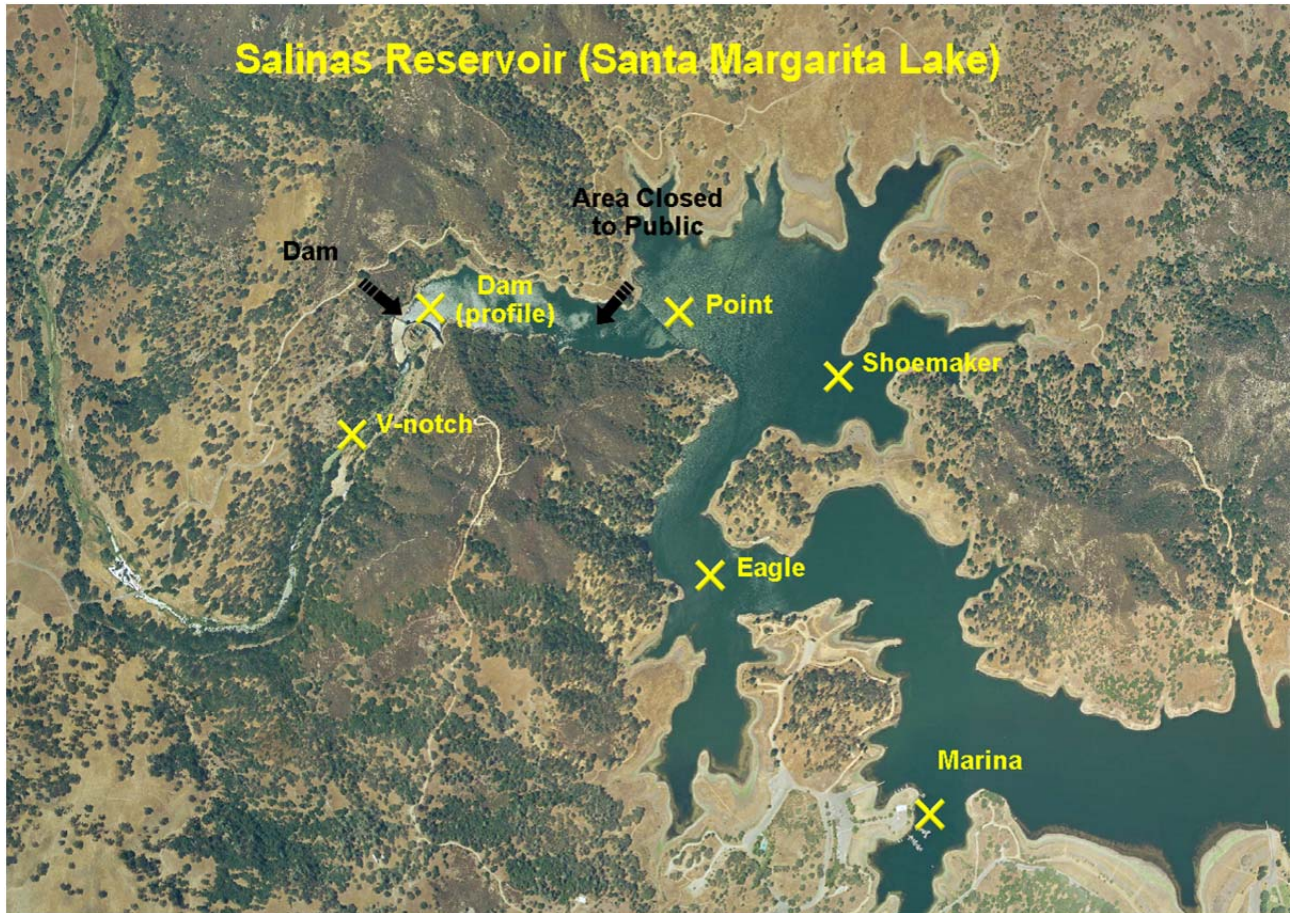 Salinas Reservoir (Santa Margarita Lake)
Area Closed
to Public
Dam
Dam
(profile)
Point
Shoemaker
V-notch
Eagle
Marina